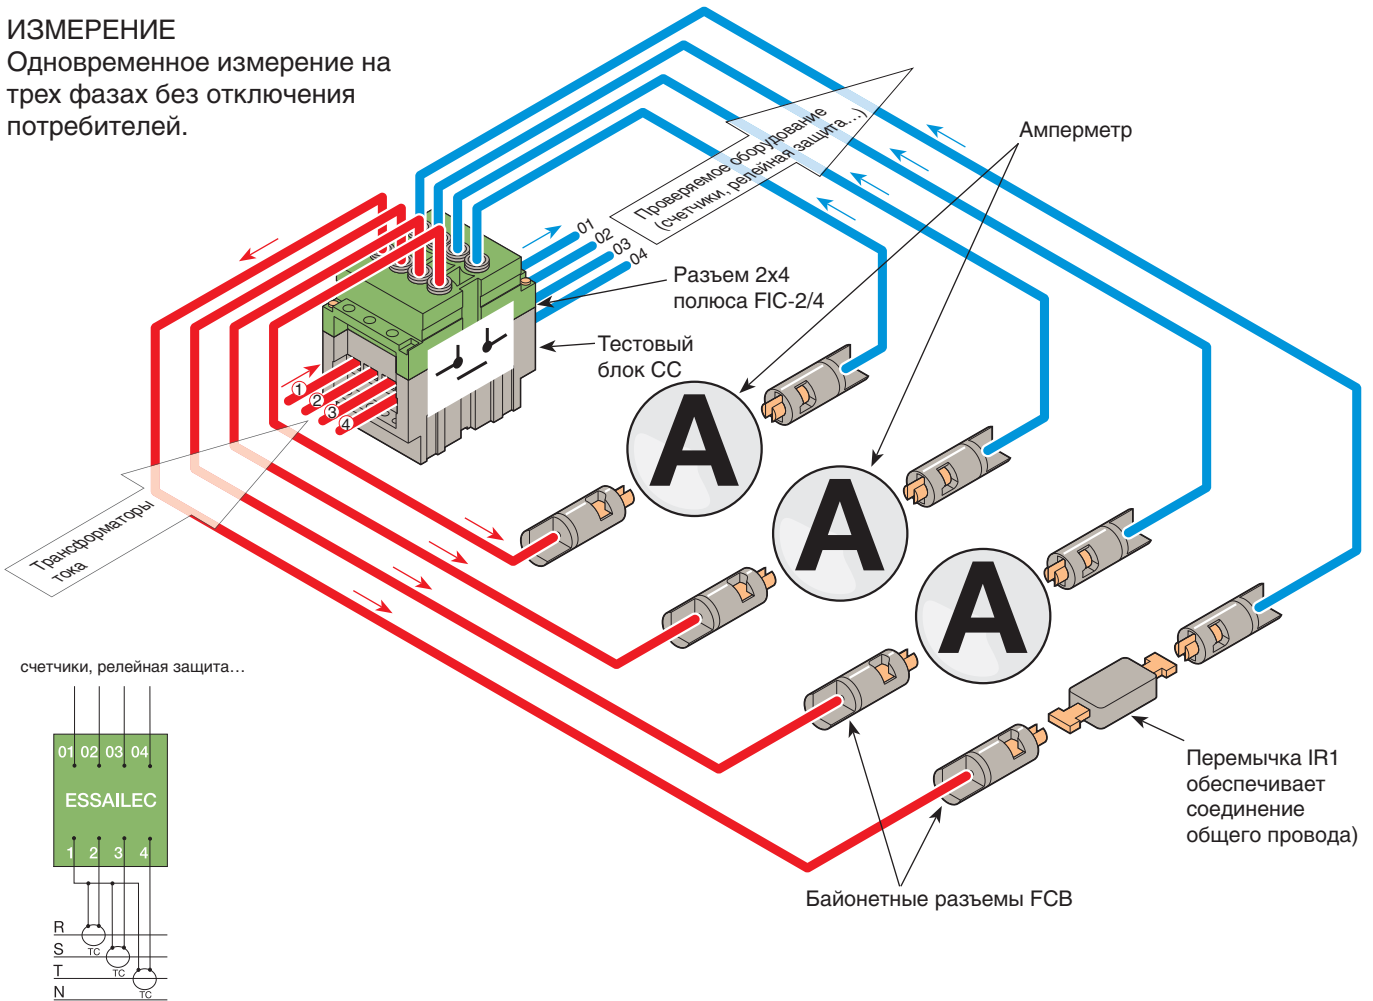 ИЗМЕРЕНИЕ
Одновременное измерение на
трех фазах без отключения
потребителей.
Амперметр
Проверяемое оборудование
(счетчики, релейная защита...)
01
02
03
04
Разъем 2х4
полюса FIC-2/4
Тестовый
блок СС
1
2
3
4
A
A
A
Трансформаторы
тока
счетчики, релейная защита...
01 02 03 04
ESSAILEC
1 2 3 4
R
TC
S
TC
T
TC
N
Перемычка IR1
обеспечивает
соединение
общего провода)
Байонетные разъемы FCB